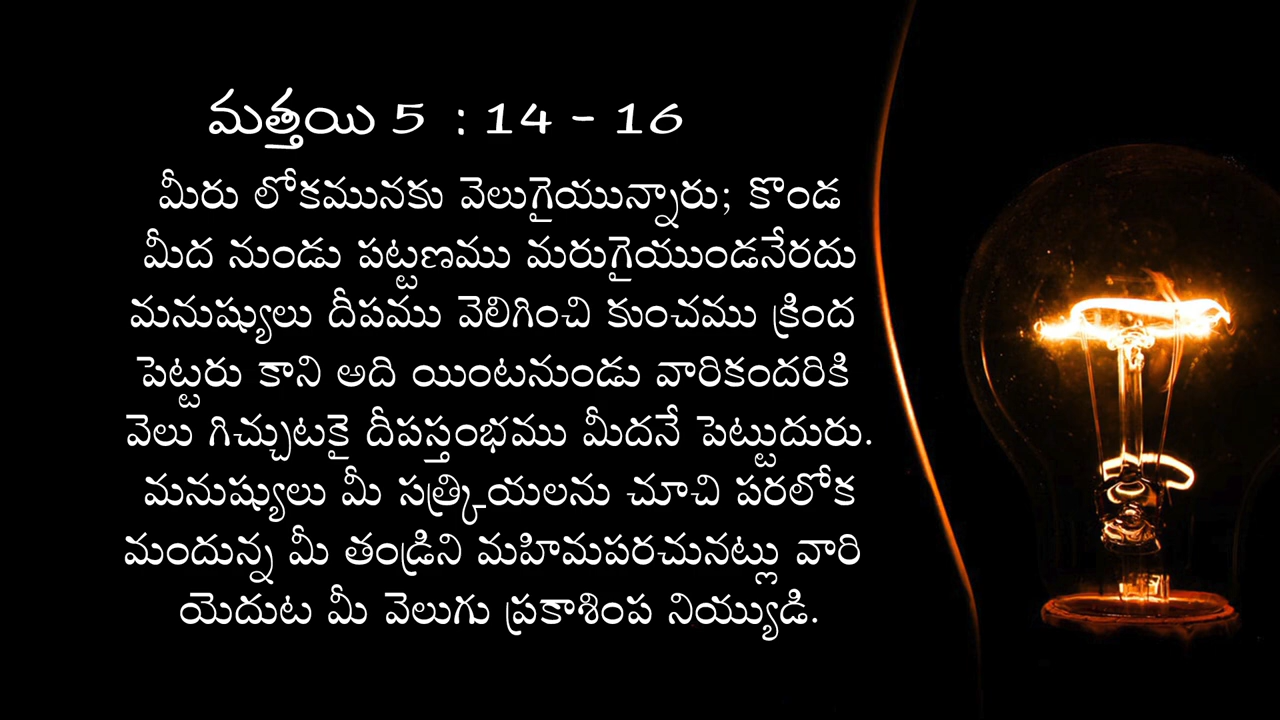 మత్తయి 5 : 14 - 16
మీరు లోకమునకు వెలుగైయున్నారు; కొండ
మీద నుండు పట్టణము మరుగైయుండనేరదు
మనుష్యులు దీపము వెలిగించి కుంచము క్రింద
పెట్టరు కాని అది యింటనుండు వారికందరికి
వెలు గిచ్చుటకై దీపస్తంభము మీదనే పెట్టుదురు.
మనుష్యులు మీ సత్క్రియలను చూచి పరలోక
మందున్న మీ తండ్రిని మహిమపరచునట్లు వారి
యెదుట మీ వెలుగు ప్రకాశింప నియ్యుడి.